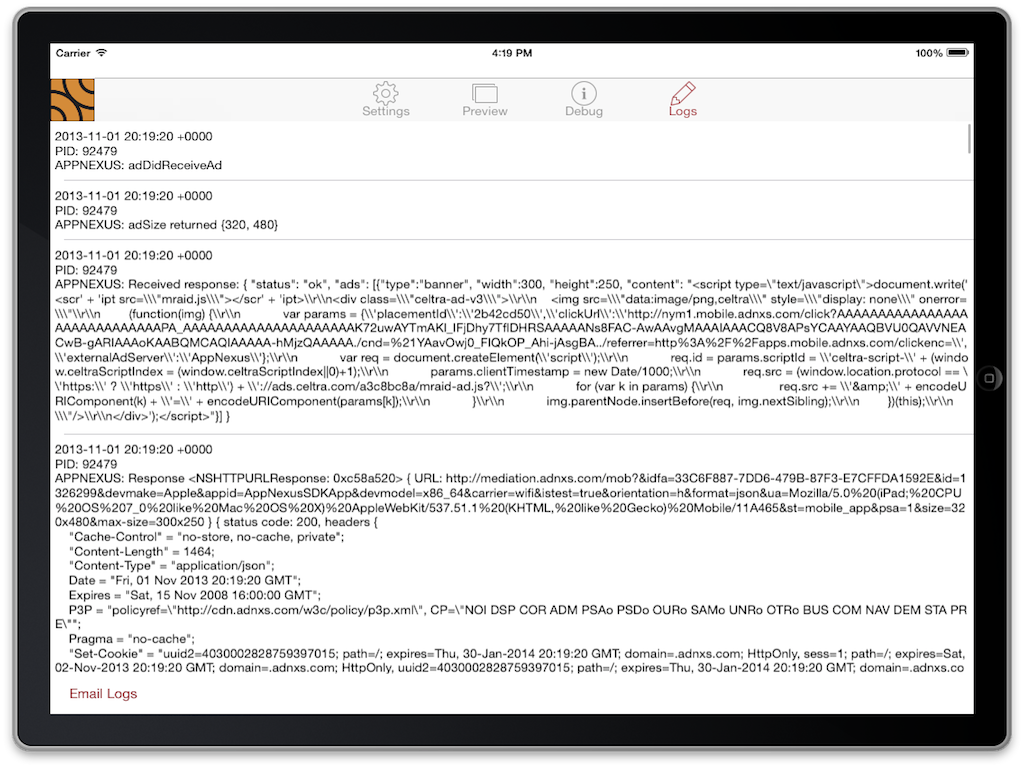 Carrier 4:19 PM 100%
Settings Preview Debug Logs
2013-11-01 20:19:20 +0000
PID: 92479
APPNEXUS: adDidReceiveAd
2013-11-01 20:19:20 +0000
PID: 92479
APPNEXUS: adSize returned {320, 480}
2013-11-01 20:19:20 +0000
PID: 92479
APPNEXUS: Received response: { "status": "ok", "ads": [{"type":"banner", "width":300, "height":250, "content": "<script type=\"text/javascript\">document.write('
<scr' + 'ipt src=\\\"mraid.js\\\"></scr' + 'ipt>\\r\\n<div class=\\\"celtra-ad-v3\\\">\\r\\n    <img src=\\\"data:image/png,celtra\\\" style=\\\"display: none\\\" onerror=
\\\"\\r\\n    (function(img) {\\r\\n        var params = {\\'placementId\\':\\'2b42cd50\\',\\'clickUrl\\':\\'http://nym1.mobile.adnxs.com/click?AAAAAAAAAAAAAAA
AAAAAAAAAAAAAPA_AAAAAAAAAAAAAAAAAAAAK72uwAYTmAKI_IFjDhy7TflDHRSAAAAANs8FAC-AwAAvgMAAAIAAACQ8V8APsYCAAYAAQBVU0QAVVNEA
CwB-gARIAAAoKAABQMCAQIAAAAA-hMjzQAAAAA./cnd=%21YAavOwj0_FIQkOP_Ahi-jAsgBA../referrer=http%3A%2F%2Fapps.mobile.adnxs.com/clickenc=\\',
\\'externalAdServer\\':\\'AppNexus\\'};\\r\\n        var req = document.createElement(\\'script\\');\\r\\n        req.id = params.scriptId = \\'celtra-script-\\' + (windo
w.celtraScriptIndex = (window.celtraScriptIndex||0)+1);\\r\\n        params.clientTimestamp = new Date/1000;\\r\\n        req.src = (window.location.protocol == \
\'https:\\' ? \\'https\\' : \\'http\\') + \\'://ads.celtra.com/a3c8bc8a/mraid-ad.js?\\';\\r\\n        for (var k in params) {\\r\\n            req.src += \\'&amp;\\' + encodeU
RIComponent(k) + \\'=\\' + encodeURIComponent(params[k]);\\r\\n        }\\r\\n        img.parentNode.insertBefore(req, img.nextSibling);\\r\\n    })(this);\\r\\n
\\\"/>\\r\\n</div>');</script>"}] }
2013-11-01 20:19:20 +0000
PID: 92479
APPNEXUS: Response <NSHTTPURLResponse: 0xc58a520> { URL: http://mediation.adnxs.com/mob?&idfa=33C6F887-7DD6-479B-87F3-E7CFFDA1592E&id=1
326299&devmake=Apple&appid=AppNexusSDKApp&devmodel=x86_64&carrier=wifi&istest=true&orientation=h&format=json&ua=Mozilla/5.0%20(iPad;%20CPU
%20OS%207_0%20like%20Mac%20OS%20X)%20AppleWebKit/537.51.1%20(KHTML,%20like%20Gecko)%20Mobile/11A465&st=mobile_app&psa=1&size=32
0x480&max-size=300x250 } { status code: 200, headers {
"Cache-Control" = "no-store, no-cache, private";
"Content-Length" = 1464;
"Content-Type" = "application/json";
Date = "Fri, 01 Nov 2013 20:19:20 GMT";
Expires = "Sat, 15 Nov 2008 16:00:00 GMT";
P3P = "policyref=\"http://cdn.adnxs.com/w3c/policy/p3p.xml\", CP=\"NOI DSP COR ADM PSAo PSDo OURo SAMo UNRo OTRo BUS COM NAV DEM STA PR
E\"";
Pragma = "no-cache";
"Set-Cookie" = "uuid2=4030002828759397015; path=/; expires=Thu, 30-Jan-2014 20:19:20 GMT; domain=.adnxs.com; HttpOnly, sess=1; path=/; expires=Sat,
02-Nov-2013 20:19:20 GMT; domain=.adnxs.com; HttpOnly, uuid2=4030002828759397015; path=/; expires=Thu, 30-Jan-2014 20:19:20 GMT; domain=.adnxs.co
Email Logs